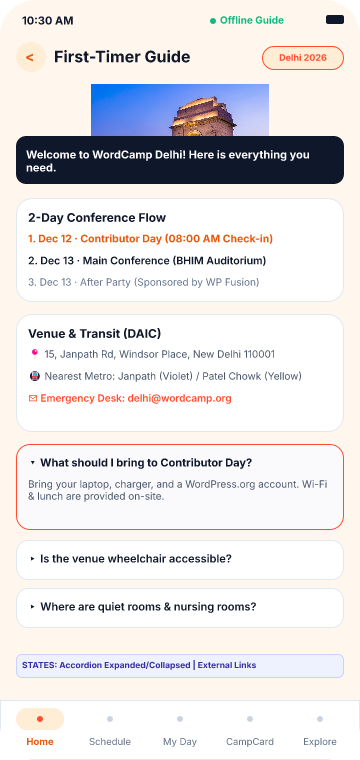 10:30 AM
Offline Guide
<
First-Timer Guide
Delhi 2026
Welcome to WordCamp Delhi! Here is everything you
need.
2-Day Conference Flow
1. Dec 12 · Contributor Day (08:00 AM Check-in)
2. Dec 13 · Main Conference (BHIM Auditorium)
3. Dec 13 · After Party (Sponsored by WP Fusion)
Venue & Transit (DAIC)
15, Janpath Rd, Windsor Place, New Delhi 110001
Nearest Metro: Janpath (Violet) / Patel Chowk (Yellow)
Emergency Desk: delhi@wordcamp.org
What should I bring to Contributor Day?
Bring your laptop, charger, and a WordPress.org account. Wi-Fi
& lunch are provided on-site.
Is the venue wheelchair accessible?
Where are quiet rooms & nursing rooms?
STATES: Accordion Expanded/Collapsed | External Links
Home
Schedule
My Day
CampCard
Explore